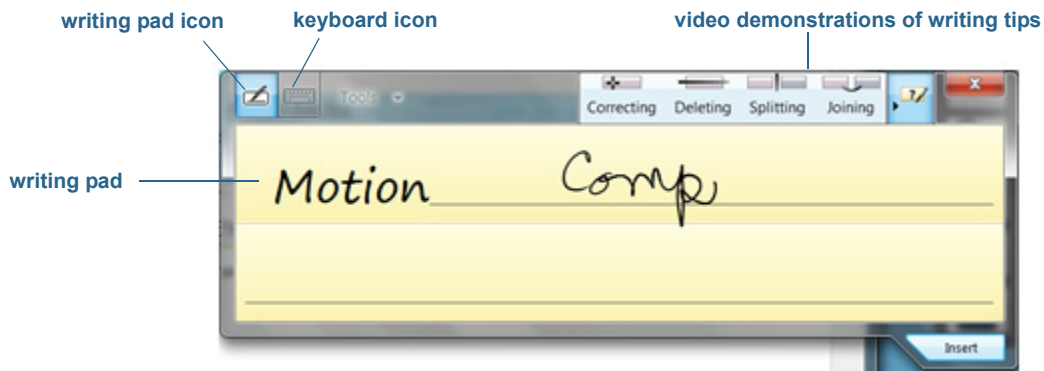 writing pad icon keyboard icon video demonstrations of writing tips
Tools
Correcting Deleting Splitting Joining
writing pad
Motion Comp
Insert